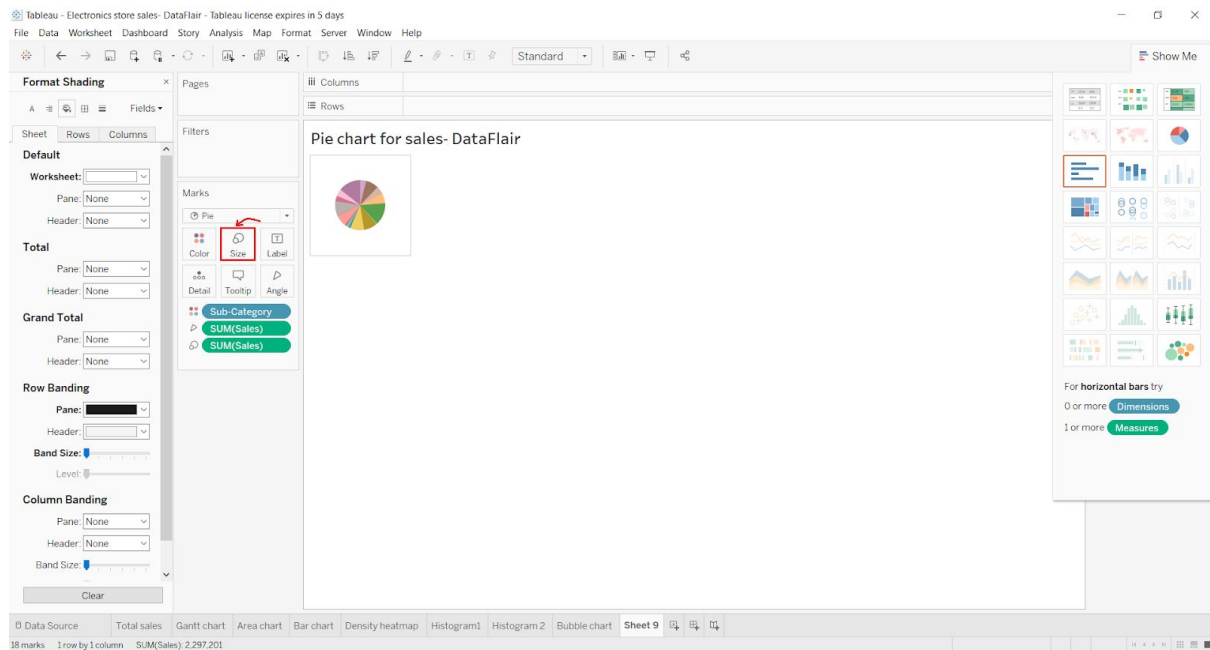 Tableau - Electronics store sales- DataFlair - Tableau license expires in 5 days
File Data Worksheet Dashboard Story Analysis Map Format Server Window Help
Standard
Show Me
Format Shading
Fields
Sheet Rows Columns
Default
Worksheet:
Pane: None
Header: None
Total
Pane: None
Header: None
Grand Total
Pane: None
Header: None
Row Banding
Pane:
Header:
Band Size:
Level:
Column Banding
Pane: None
Header: None
Band Size:
Clear
Pages
Filters
Marks
Pie
Color Size Label
Detail Tooltip Angle
Sub-Category
SUM(Sales)
SUM(Sales)
Columns
Rows
Pie chart for sales- DataFlair
For horizontal bars try
0 or more Dimensions
1 or more Measures
Data Source Total sales Gantt chart Area chart Bar chart Density heatmap Histogram1 Histogram 2 Bubble chart Sheet 9
18 marks 1 row by 1 column SUM(Sales): 2,297,201